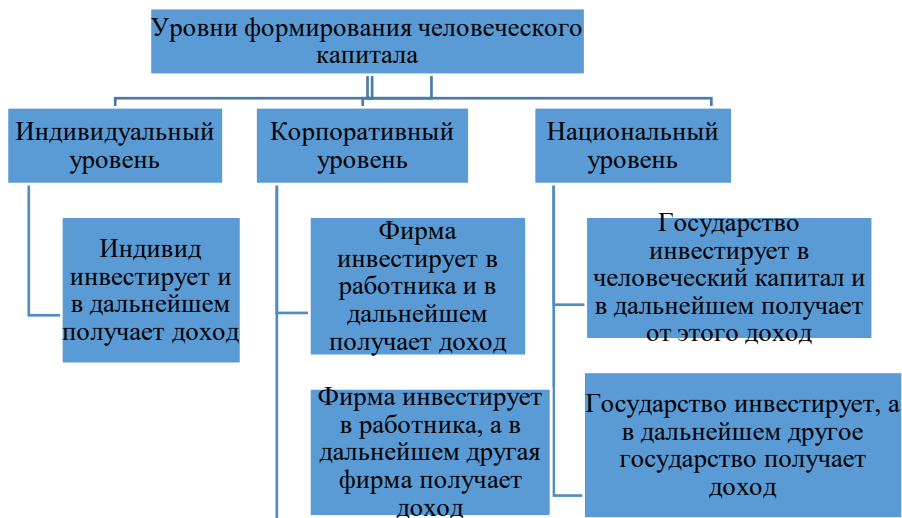 Уровни формирования человеческого
капитала
Индивидуальный
уровень
Корпоративный
уровень
Национальный
уровень
Индивид
инвестирует и
в дальнейшем
получает доход
Фирма
инвестирует в
работника и в
дальнейшем
получает доход
Государство
инвестирует в
человеческий капитал и
в дальнейшем получает
от этого доход
Фирма инвестирует
в работника, а в
дальнейшем другая
фирма получает
доход
Государство инвестирует, а
в дальнейшем другое
государство получает
доход